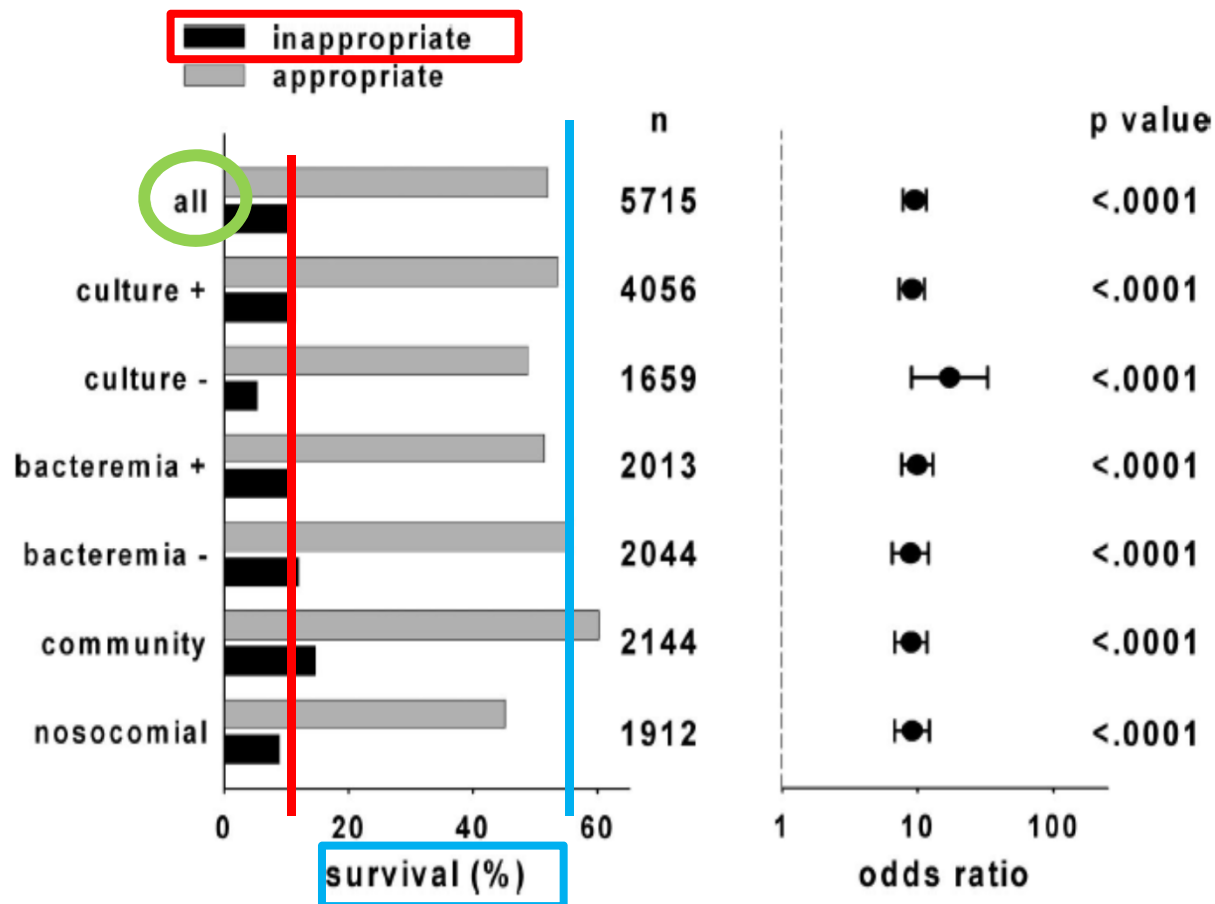 inappropriate
appropriate
n p value
all 5715 <.0001
culture + 4056 <.0001
culture - 1659 <.0001
bacteremia + 2013 <.0001
bacteremia - 2044 <.0001
community 2144 <.0001
nosocomial 1912 <.0001
0 20 40 60 1 10 100
survival (%) odds ratio